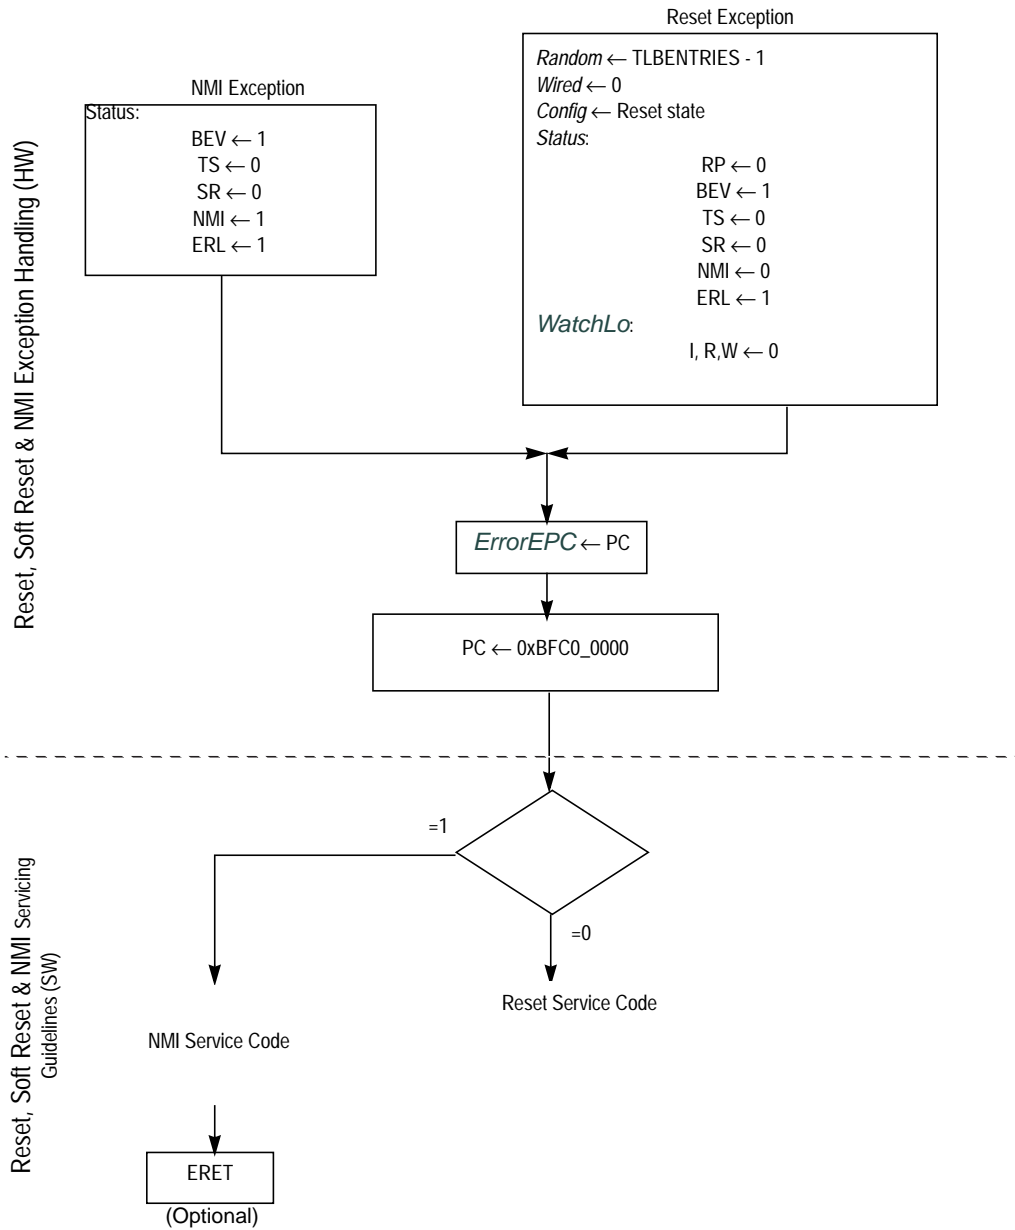 Reset Exception
Random ← TLBENTRIES - 1
Wired ← 0
Config ← Reset state
Status:
RP ← 0
BEV ← 1
TS ← 0
SR ← 0
NMI ← 0
ERL ← 1
WatchLo:
I, R,W ← 0
NMI Exception
Status:
BEV ← 1
TS ← 0
SR ← 0
NMI ← 1
ERL ← 1
Reset, Soft Reset & NMI Exception Handling (HW)
ErrorEPC ← PC
PC ← 0xBFC0_0000
=1
=0
Reset, Soft Reset & NMI Servicing
Guidelines (SW)
Reset Service Code
NMI Service Code
ERET
(Optional)